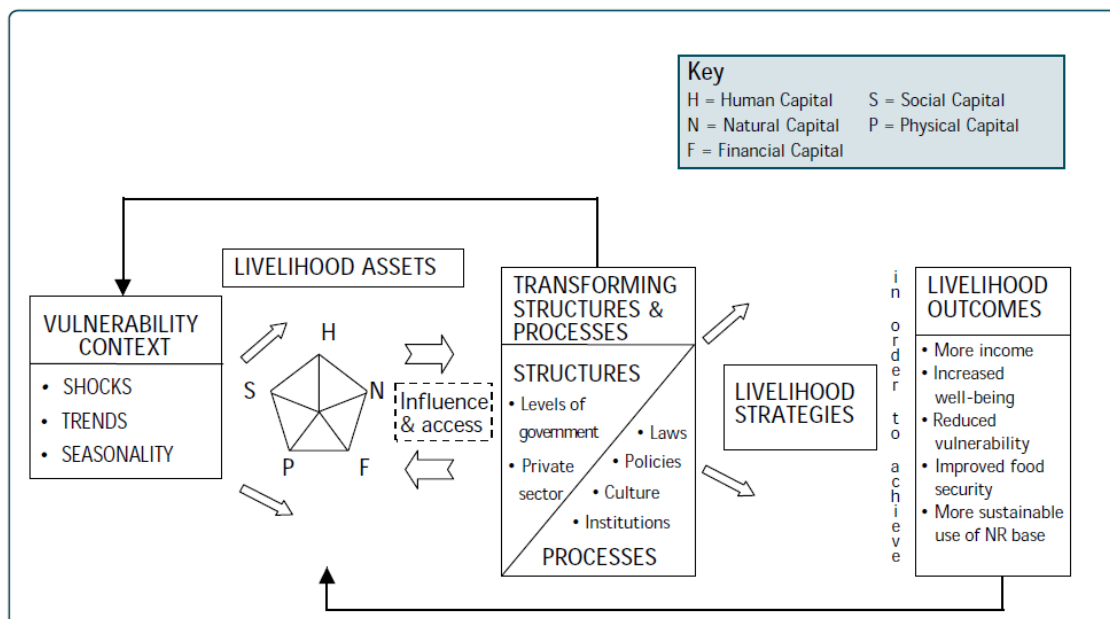 Key
H = Human Capital S = Social Capital
N = Natural Capital P = Physical Capital
F = Financial Capital
LIVELIHOOD ASSETS
VULNERABILITY
CONTEXT
• SHOCKS
• TRENDS
• SEASONALITY
H
S
N
P
F
Influence
& access
TRANSFORMING
STRUCTURES &
PROCESSES
STRUCTURES
• Levels of
government
• Private
sector
• Laws
• Policies
• Culture
• Institutions
PROCESSES
LIVELIHOOD
STRATEGIES
in order to achieve
LIVELIHOOD
OUTCOMES
• More income
• Increased
well-being
• Reduced
vulnerability
• Improved food
security
• More sustainable
use of NR base